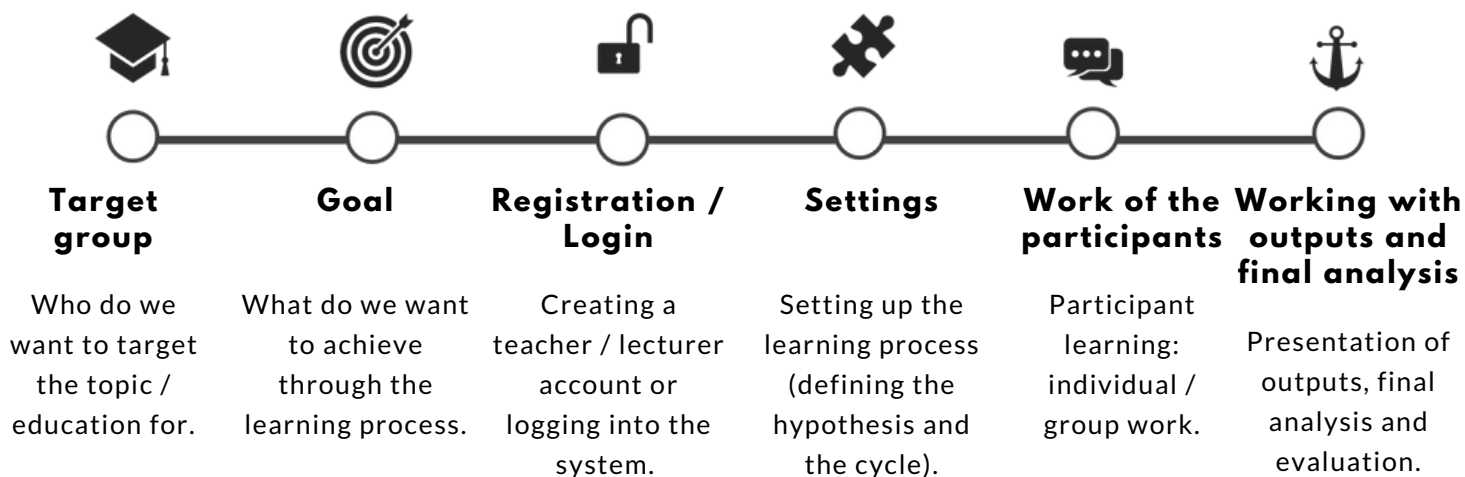 Target
group
Who do we
want to target
the topic /
education for.
Goal
What do we want
to achieve
through the
learning process.
Registration /
Login
Creating a
teacher / lecturer
account or
logging into the
system.
Settings
Setting up the
learning process
(defining the
hypothesis and
the cycle).
Work of the
participants
Participant
learning:
individual /
group work.
Working with
outputs and
final analysis
Presentation of
outputs, final
analysis and
evaluation.